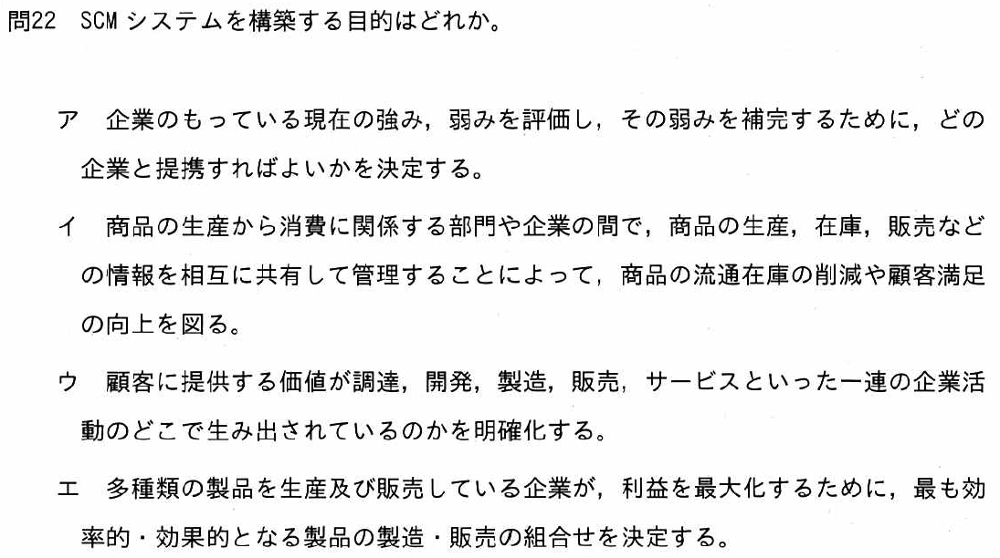 問22 SCM システムを構築する目的はどれか。
ア 企業のもっている現在の強み，弱みを評価し，その弱みを補完するために，どの
企業と提携すればよいかを決定する。
イ 商品の生産から消費に関係する部門や企業の間で，商品の生産，在庫，販売など
の情報を相互に共有して管理することによって，商品の流通在庫の削減や顧客満足
の向上を図る。
ウ 顧客に提供する価値が調達，開発，製造，販売，サービスといった一連の企業活
動のどこで生み出されているのかを明確化する。
エ 多種類の製品を生産及び販売している企業が，利益を最大化するために，最も効
率的・効果的となる製品の製造・販売の組合せを決定する。